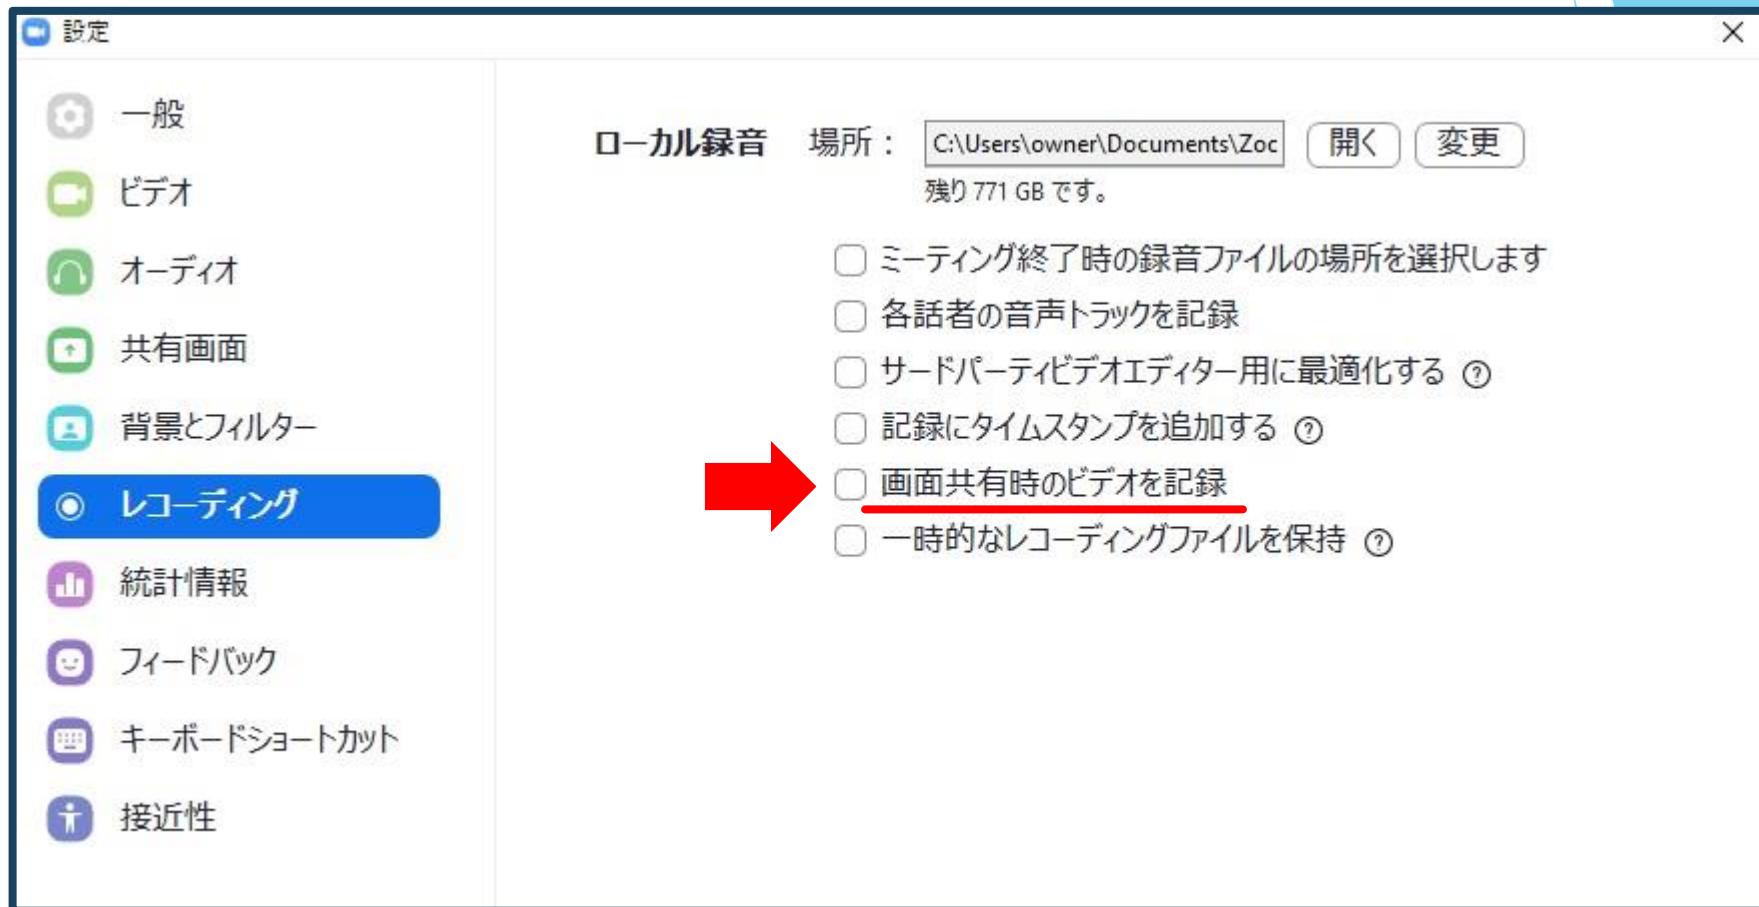 設定
一般
ビデオ
オーディオ
共有画面
背景とフィルター
レコーディング
統計情報
フィードバック
キーボードショートカット
接近性
ローカル録音 場所： C:\Users\owner\Documents\Zoc 開く 変更
残り 771 GB です。
ミーティング終了時の録音ファイルの場所を選択します
各話者の音声トラックを記録
サードパーティビデオエディター用に最適化する ?
記録にタイムスタンプを追加する ?
画面共有時のビデオを記録
一時的なレコーディングファイルを保持 ?